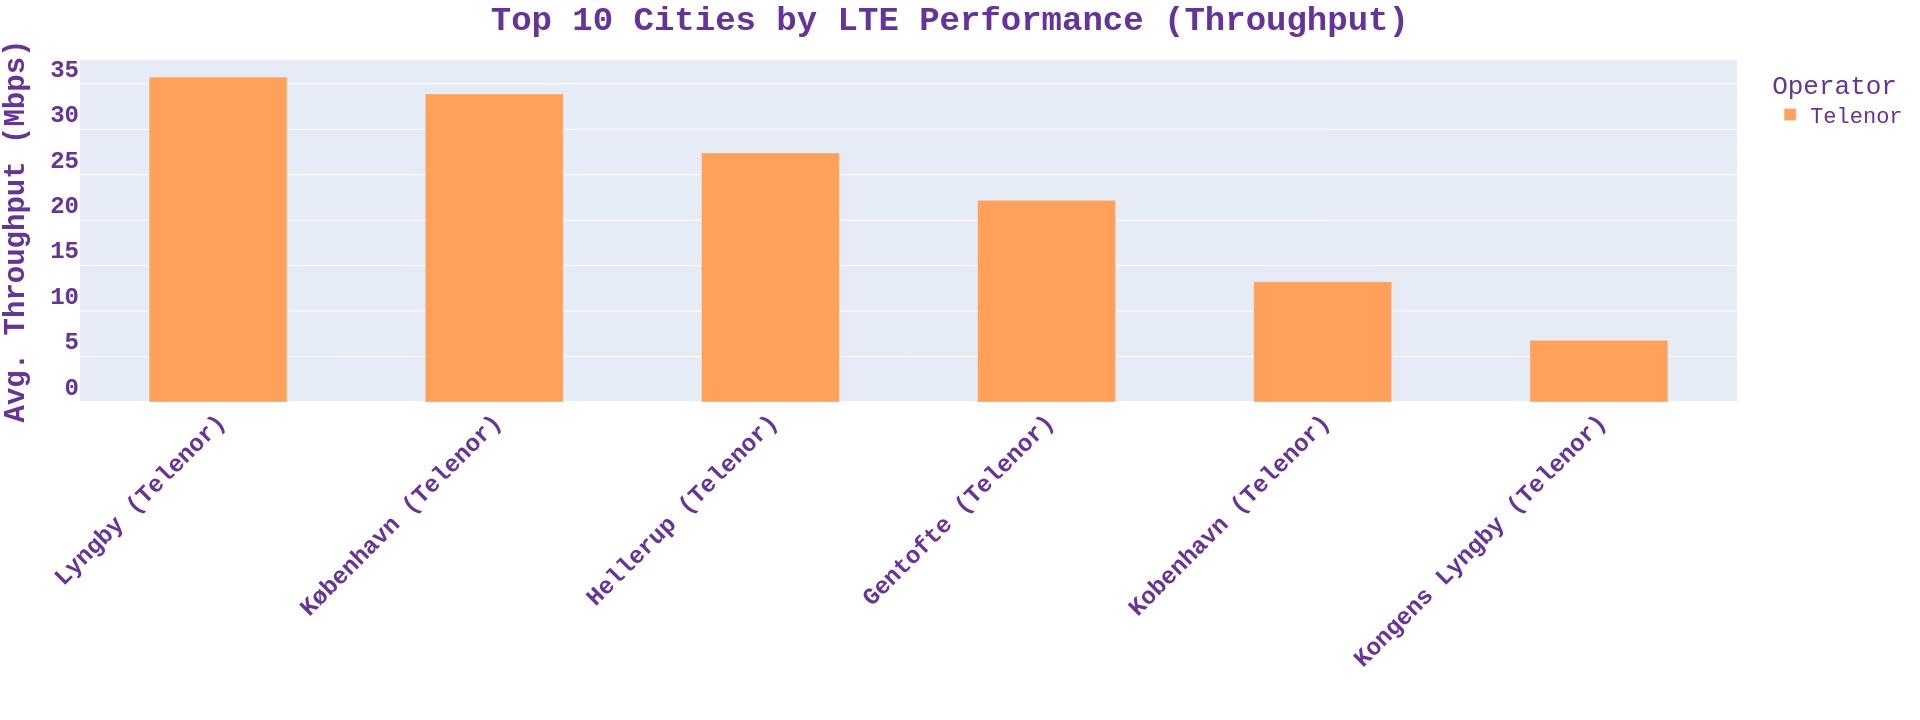 Top 10 Cities by LTE Performance (Throughput)
Avg. Throughput (Mbps)
35
30
25
20
15
10
5
0
Lyngby (Telenor)
København (Telenor)
Hellerup (Telenor)
Gentofte (Telenor)
Kobenhavn (Telenor)
Kongens Lyngby (Telenor)
Operator
Telenor